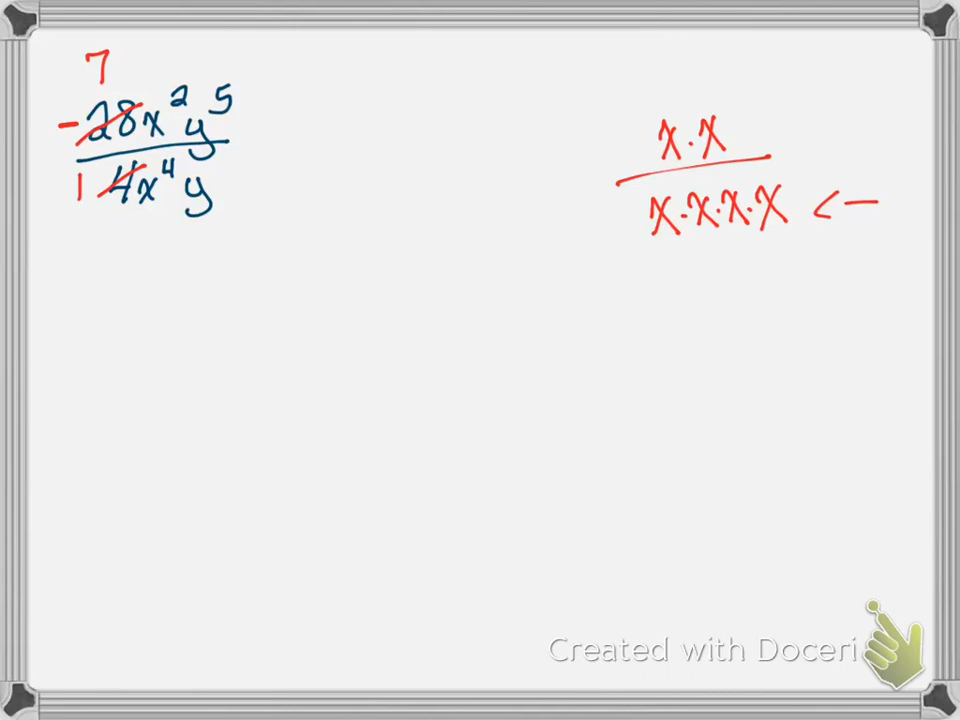 7
-28x²y⁵
1 4x⁴y
x·x
x·x·x·x <-
Created with Doceri